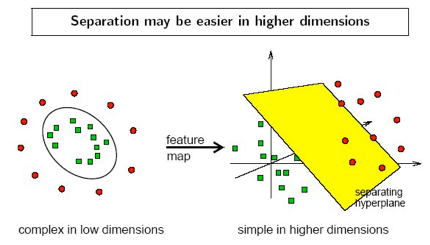 Separation may be easier in higher dimensions
feature
map
separating
hyperplane
complex in low dimensions
simple in higher dimensions